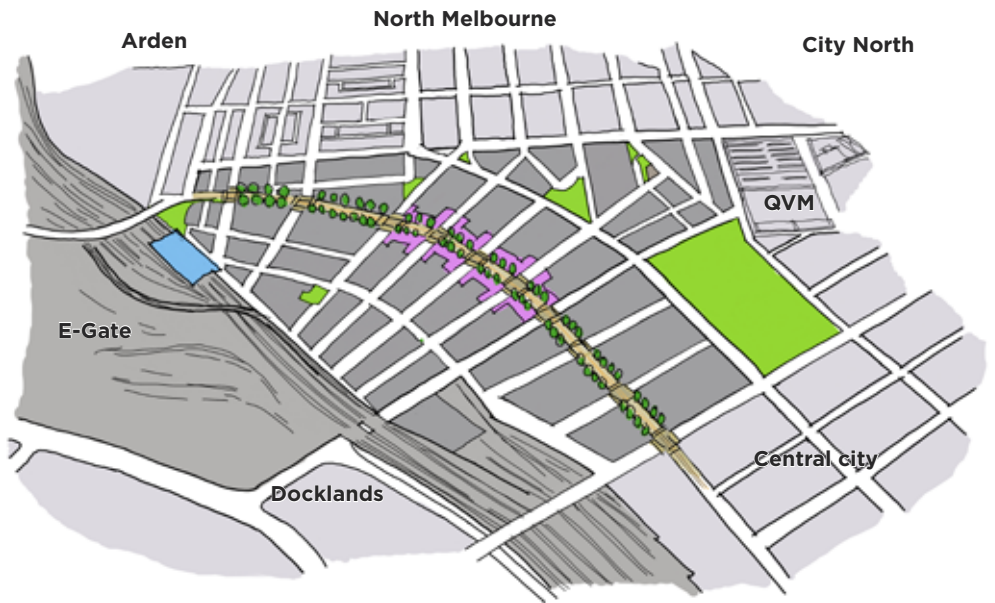 North Melbourne
Arden
City North
QVM
E-Gate
Central city
Docklands